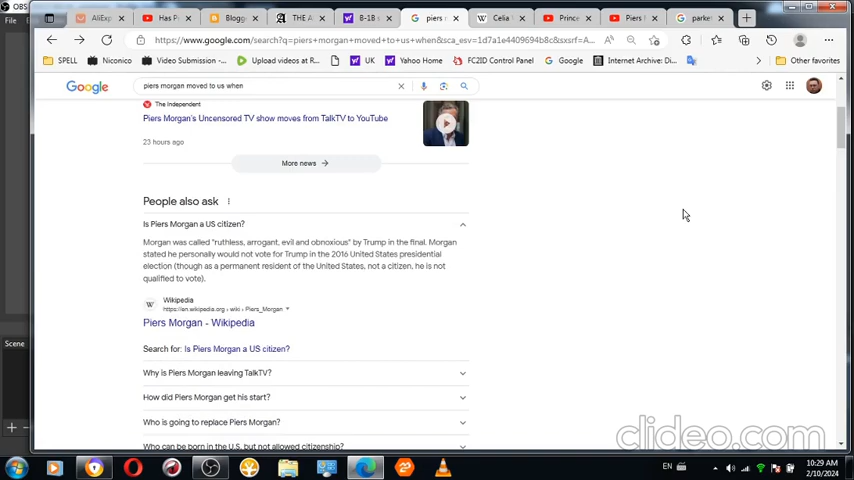 OBS
AliExp
Has P
Blogg
THE A
B-1B s
piers r
Celia
Prince
Piers
parke
File
https://www.google.com/search?q=piers+morgan+moved+to+us+when&sca_esv=1d7a1e4409694b8c&sxsrf=A...
SPELL
Niconico
Video Submission -...
Upload videos at R...
UK
Yahoo Home
FC2ID Control Panel
Google
Internet Archive: Di...
Other favorites
Google
piers morgan moved to us when
The Independent
Piers Morgan's Uncensored TV show moves from TalkTV to YouTube
23 hours ago
More news →
People also ask
Is Piers Morgan a US citizen?
Morgan was called "ruthless, arrogant, evil and obnoxious" by Trump in the final. Morgan
stated he personally would not vote for Trump in the 2016 United States presidential
election (though as a permanent resident of the United States, not a citizen, he is not
qualified to vote).
Wikipedia
https://en.wikipedia.org › wiki › Piers_Morgan
Piers Morgan - Wikipedia
Search for: Is Piers Morgan a US citizen?
Why is Piers Morgan leaving TalkTV?
How did Piers Morgan get his start?
Who is going to replace Piers Morgan?
Who can be born in the U.S. but not allowed citizenship?
Scene
clideo.com
EN
10:29 AM
2/10/2024